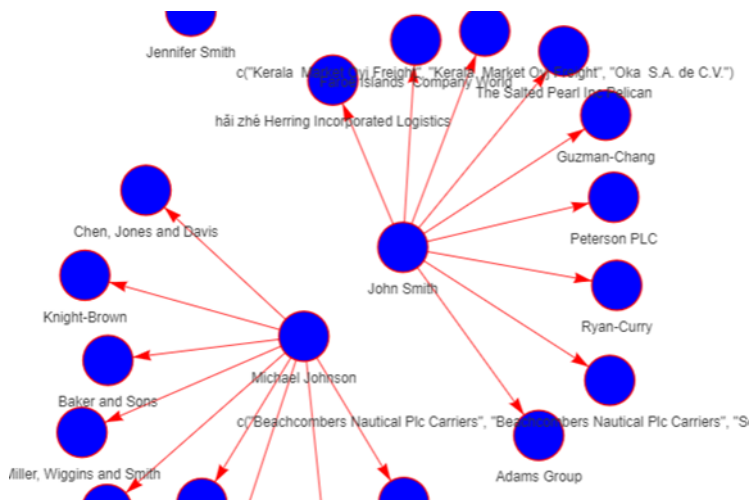 Jennifer Smith
c("Kerala Market Oyj Freight", "Kerala Market Oyj Freight", "Oka S.A. de C.V.")
Faroe Islands Company World
The Salted Pearl Inc Pelican
hǎi zhé Herring Incorporated Logistics
Guzman-Chang
Chen, Jones and Davis
Peterson PLC
John Smith
Knight-Brown
Ryan-Curry
Michael Johnson
Baker and Sons
c("Beachcombers Nautical Plc Carriers", "Beachcombers Nautical Plc Carriers", "S
Miller, Wiggins and Smith
Adams Group